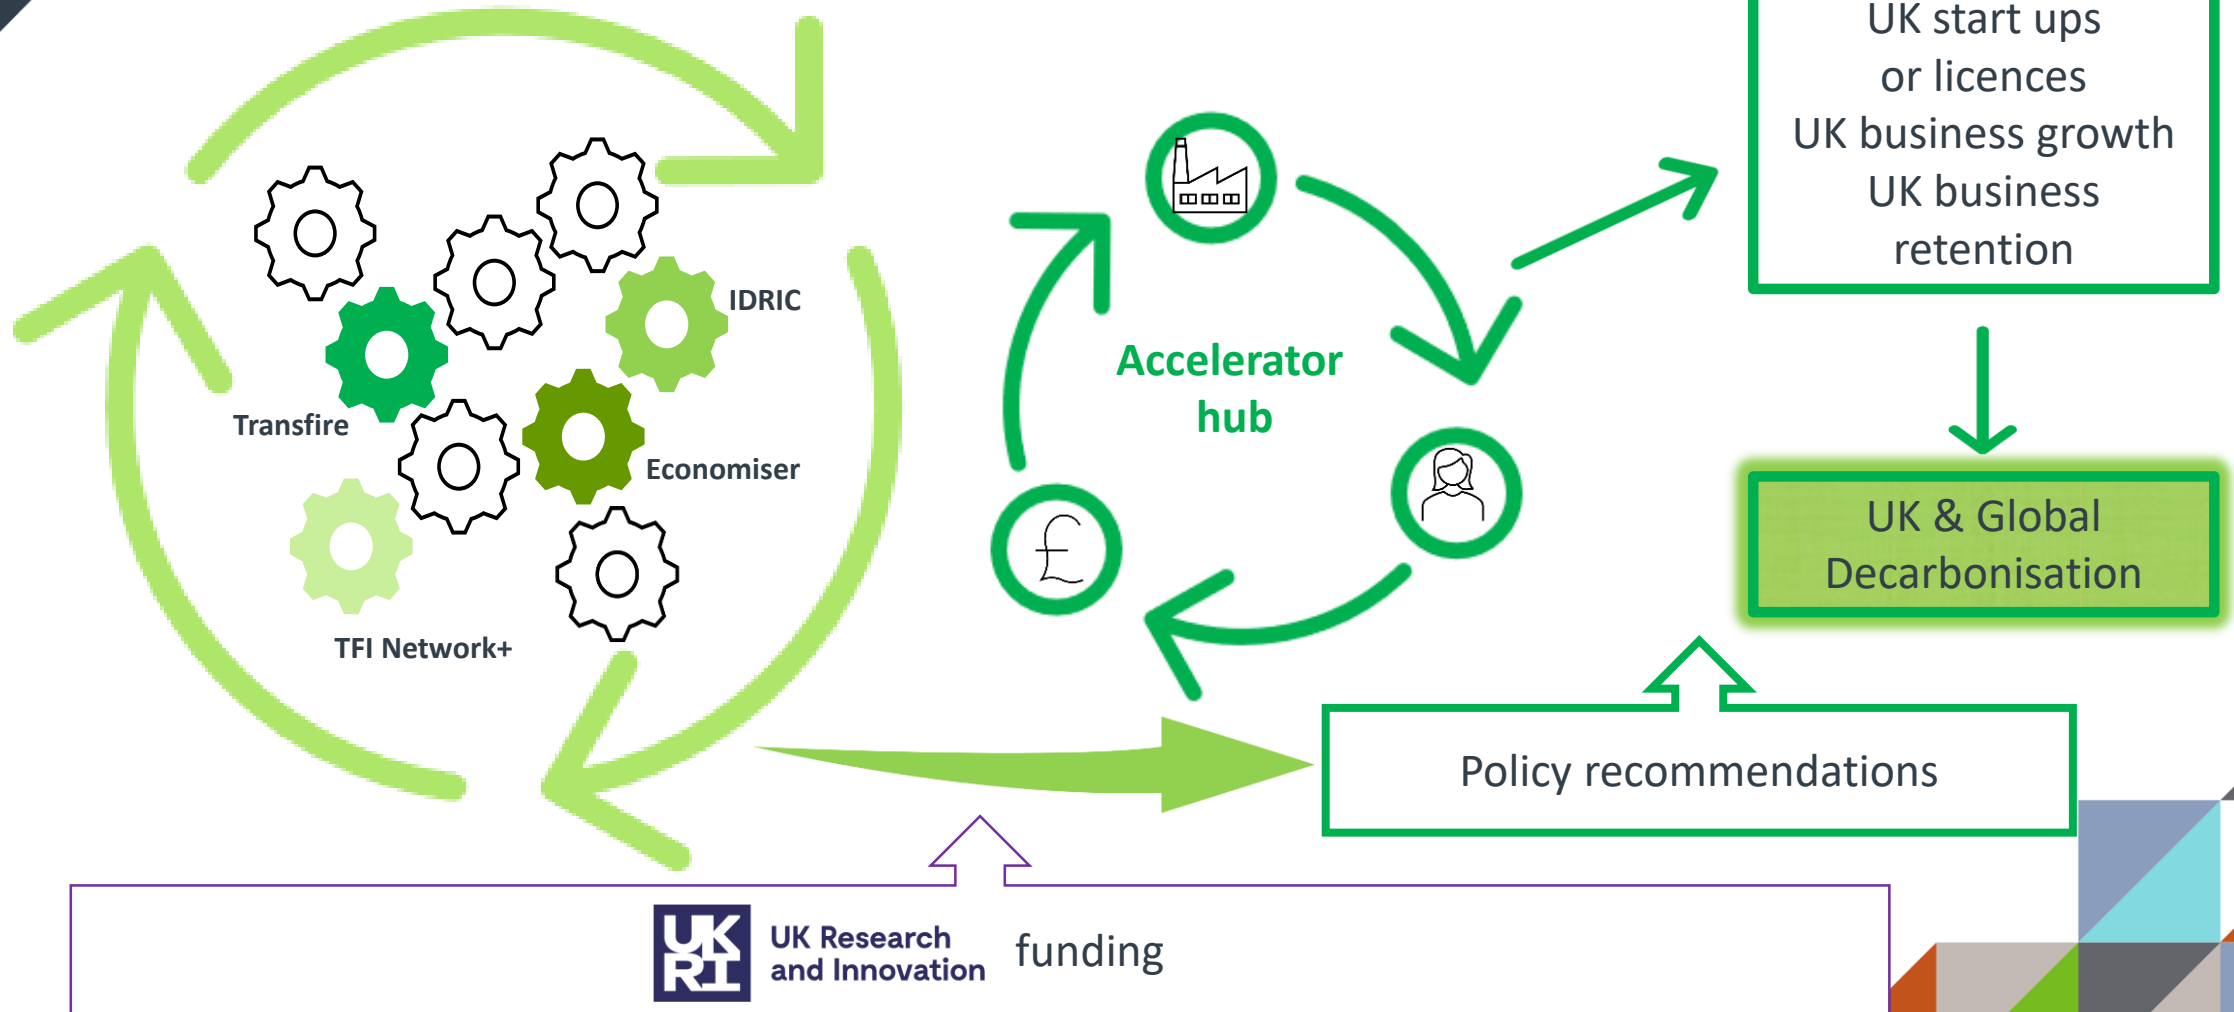 UK start ups
or licences
UK business growth
UK business
retention
IDRIC
Transfire
Economiser
TFI Network+
Accelerator
hub
£
UK & Global
Decarbonisation
Policy recommendations
UK
RI
UK Research
and Innovation
funding